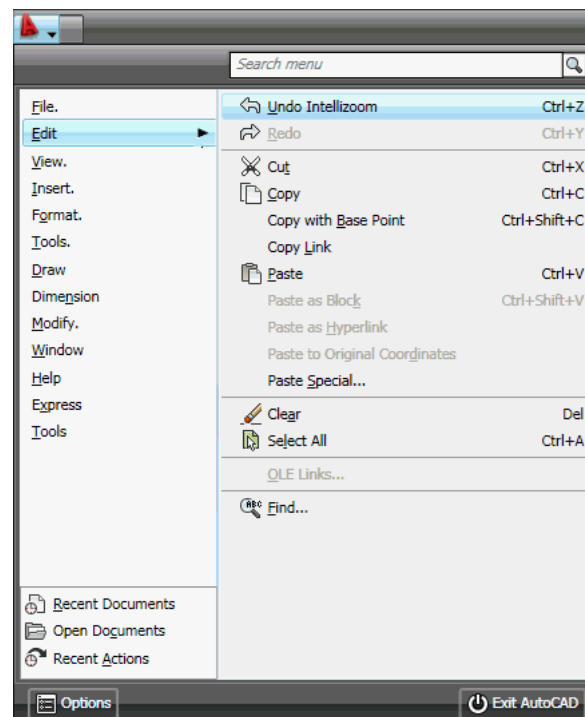 Search menu
File.
Edit
View.
Insert.
Format.
Tools.
Draw
Dimension
Modify.
Window
Help
Express
Tools
Undo Intellizoom Ctrl+Z
Redo Ctrl+Y
Cut Ctrl+X
Copy Ctrl+C
Copy with Base Point Ctrl+Shift+C
Copy Link
Paste Ctrl+V
Paste as Block Ctrl+Shift+V
Paste as Hyperlink
Paste to Original Coordinates
Paste Special...
Clear Del
Select All Ctrl+A
OLE Links...
ABC Find...
Recent Documents
Open Documents
Recent Actions
Options Exit AutoCAD